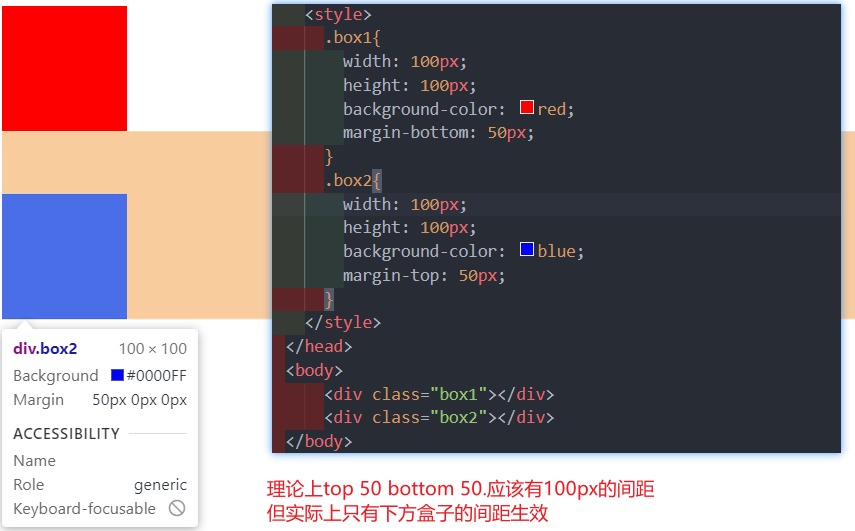 <style>
.box1{
width: 100px;
height: 100px;
background-color: red;
margin-bottom: 50px;
}
.box2{
width: 100px;
height: 100px;
background-color: blue;
margin-top: 50px;
}
</style>
</head>
<body>
<div class="box1"></div>
<div class="box2"></div>
</body>
div.box2 100 × 100
Background #0000FF
Margin 50px 0px 0px
ACCESSIBILITY
Name
Role generic
Keyboard-focusable
理论上top 50 bottom 50.应该有100px的间距
但实际上只有下方盒子的间距生效